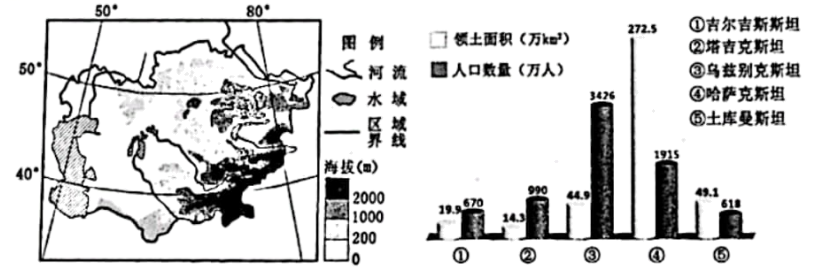 50° 80°
50°
40°
图 例
河 流
水 域
区 域
界 线
海拔(m)
2000
1000
200
0
领土面积（万km²）
人口数量（万人）
19.9 670 14.3 990 44.9 3426 272.5 1915 49.1 618
① ② ③ ④ ⑤
①吉尔吉斯斯坦
②塔吉克斯坦
③乌兹别克斯坦
④哈萨克斯坦
⑤土库曼斯坦